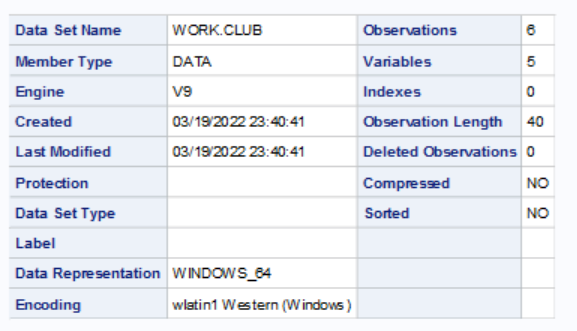 Data Set Name WORK.CLUB Observations 6
Member Type DATA Variables 5
Engine V9 Indexes 0
Created 03/19/2022 23:40:41 Observation Length 40
Last Modified 03/19/2022 23:40:41 Deleted Observations 0
Protection Compressed NO
Data Set Type Sorted NO
Label
Data Representation WINDOWS_64
Encoding wlatin1 Western (Windows)